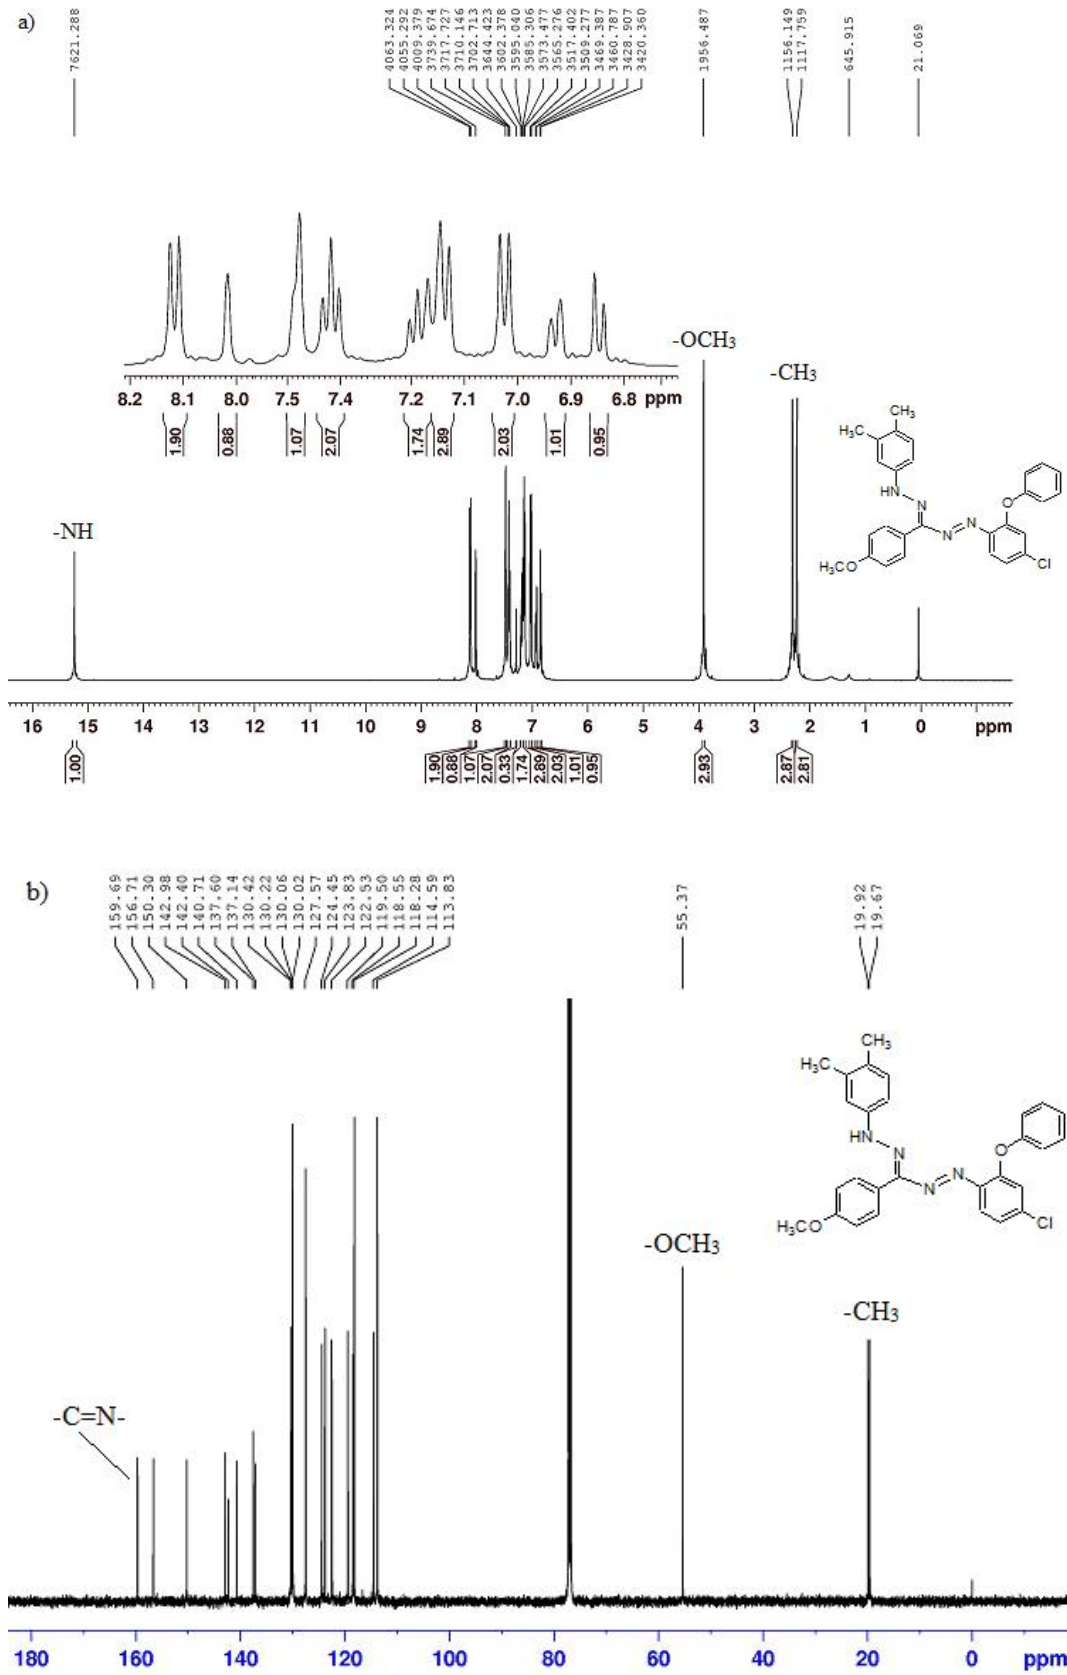 a)
7621.288
4063.324
4055.292
4009.379
3739.674
3717.727
3710.146
3702.713
3644.423
3602.378
3595.040
3585.306
3573.477
3565.276
3517.402
3509.277
3469.387
3460.787
3428.907
3420.360
1956.487
1156.149
1117.759
645.915
21.069
8.2 8.1 8.0 7.5 7.4 7.2 7.1 7.0 6.9 6.8 ppm
1.90 0.88 1.07 2.07 1.74 2.89 2.03 1.01 0.95
-OCH3
-CH3
-NH
CH3
H3C
HN
N
O
N
N
H3CO
Cl
16 15 14 13 12 11 10 9 8 7 6 5 4 3 2 1 0 ppm
1.00 1.90 0.88 1.07 2.07 0.33 1.74 2.89 2.03 1.01 0.95 2.93 2.87 2.81
b)
159.69
156.71
150.30
142.98
142.40
140.71
137.60
137.14
130.42
130.22
130.06
130.02
127.57
124.45
123.83
122.53
119.50
118.55
118.28
114.59
113.83
55.37
19.92
19.67
CH3
H3C
HN
N
O
N
N
H3CO
Cl
-OCH3
-CH3
-C=N-
180 160 140 120 100 80 60 40 20 0 ppm